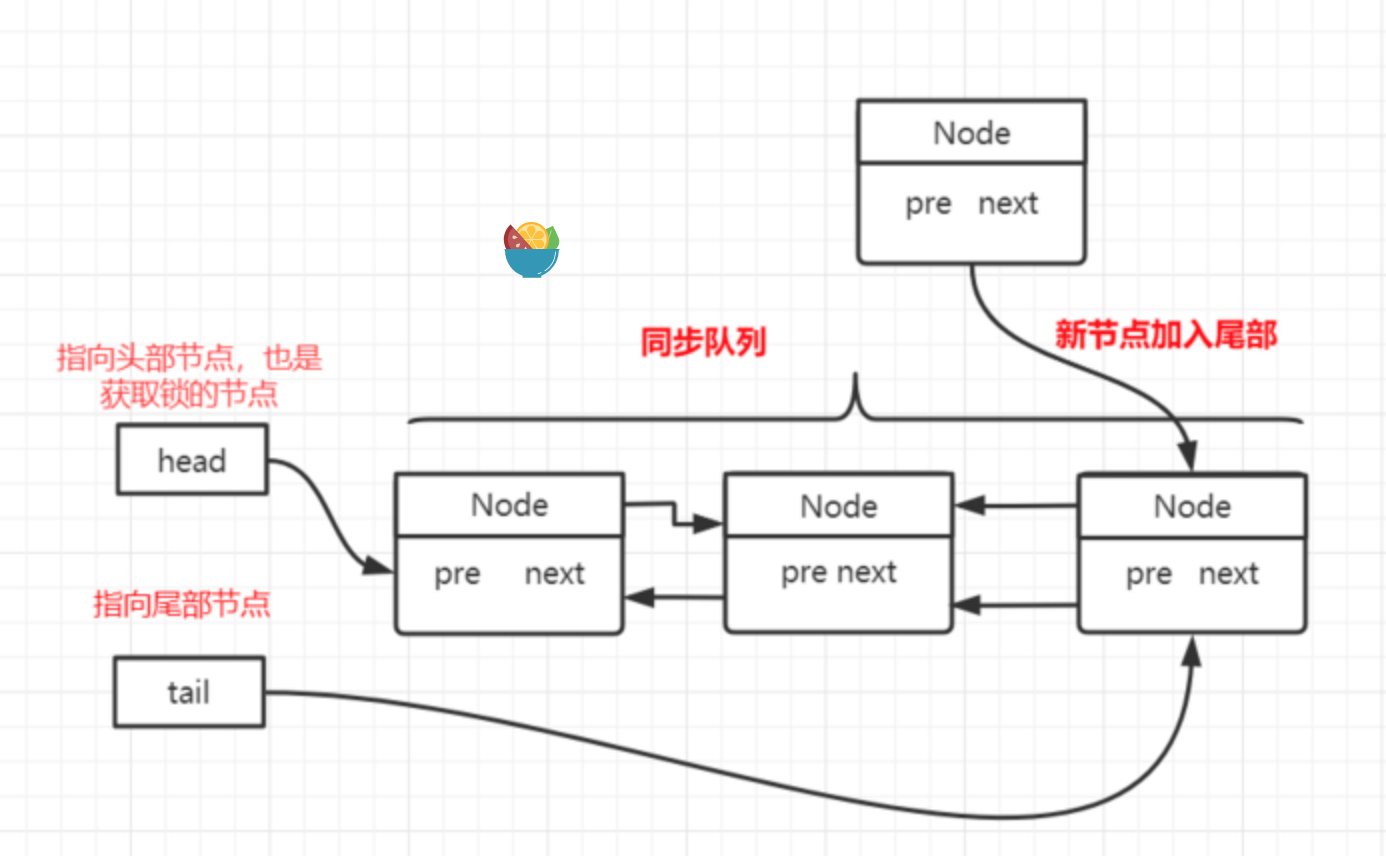 Node
pre next
同步队列
新节点加入尾部
指向头部节点，也是
获取锁的节点
head
Node
pre next
Node
pre next
Node
pre next
指向尾部节点
tail